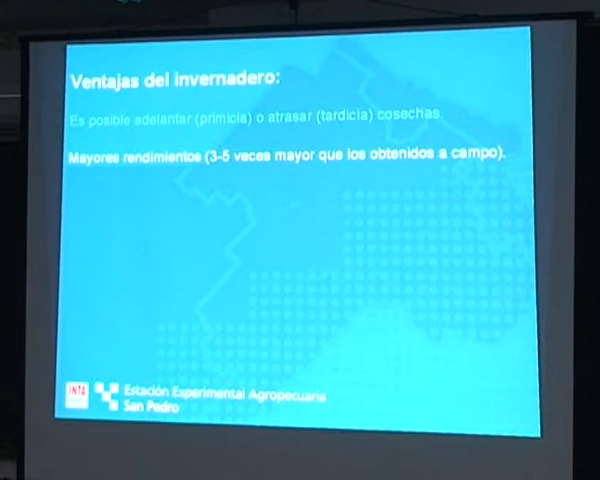 Ventajas del invernadero:
Es posible adelantar (primicia) o atrasar (tardicia) cosechas.
Mayores rendimientos (3-5 veces mayor que los obtenidos a campo).
INTA
Estación Experimental Agropecuaria
San Pedro